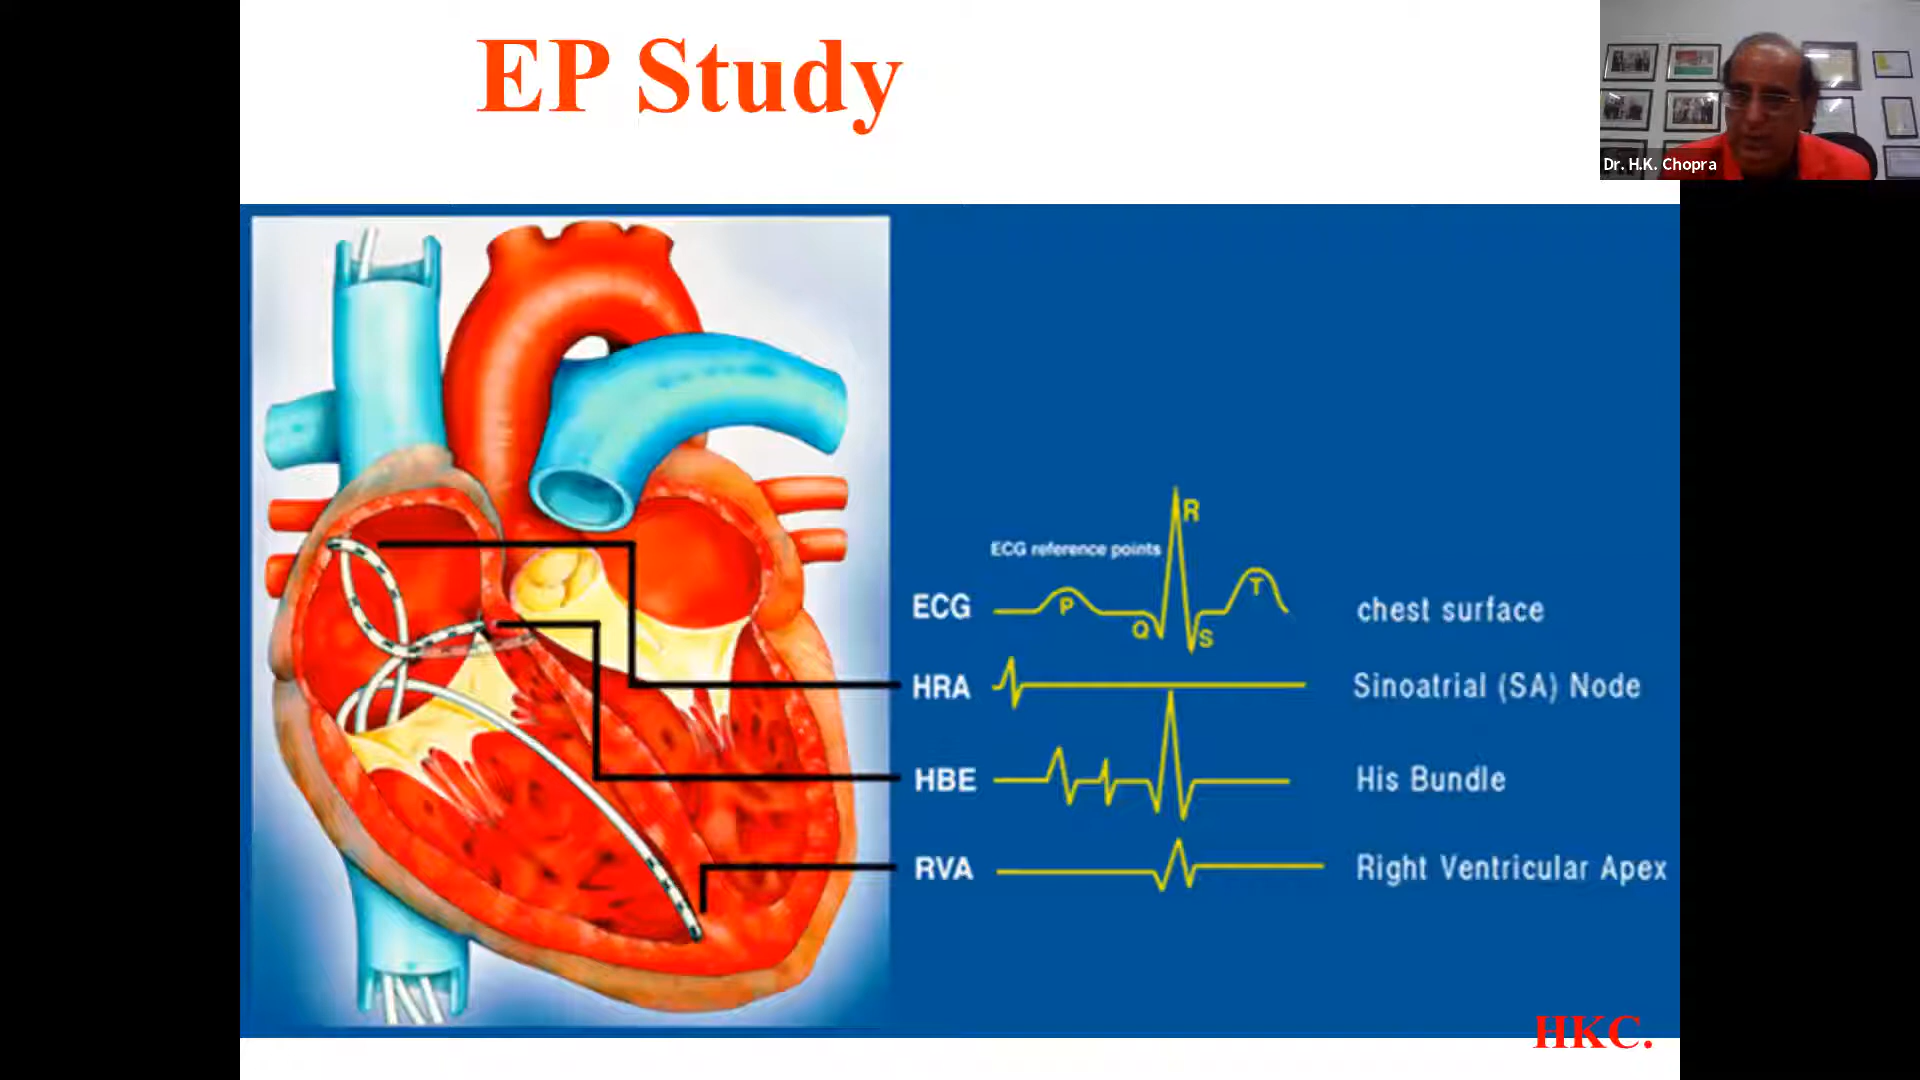 EP Study
Dr. H.K. Chopra
ECG reference points
R
P
T
Q
S
ECG
chest surface
HRA
Sinoatrial (SA) Node
HBE
His Bundle
RVA
Right Ventricular Apex
HKC.